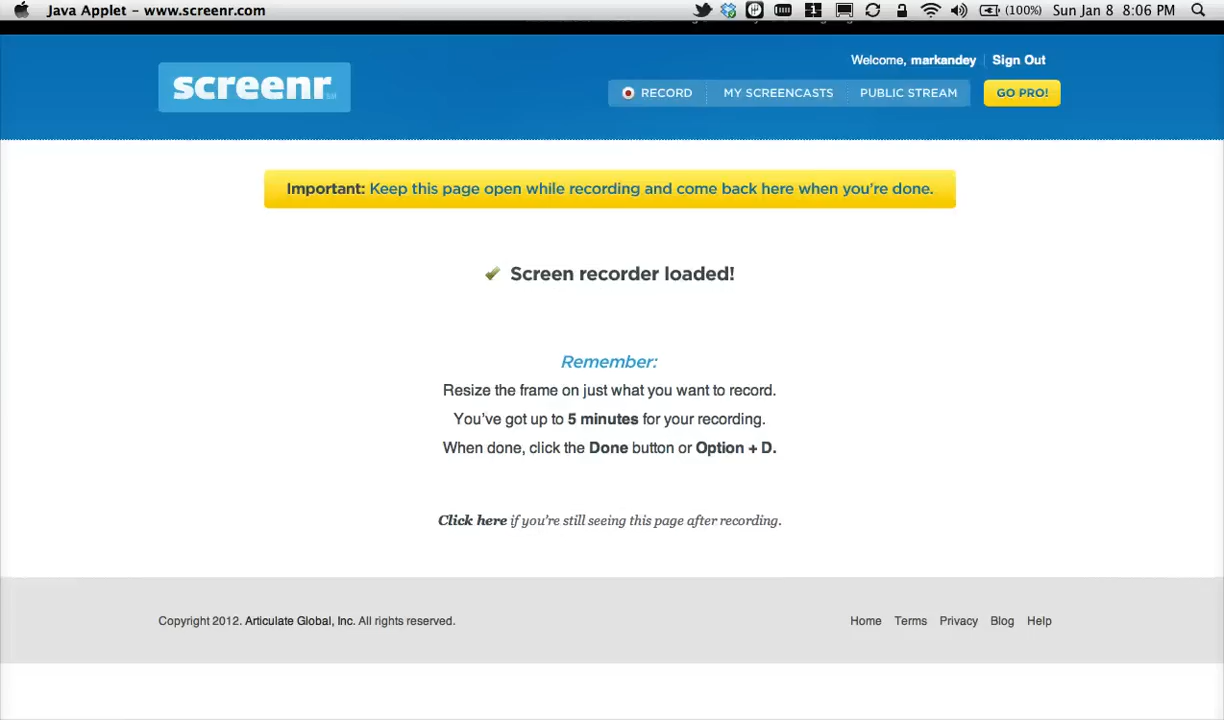 Java Applet – www.screenr.com (100%) Sun Jan 8 8:06 PM
Welcome, markandey Sign Out
screenr
RECORD MY SCREENCASTS PUBLIC STREAM GO PRO!
Important: Keep this page open while recording and come back here when you're done.
Screen recorder loaded!
Remember:
Resize the frame on just what you want to record.
You've got up to 5 minutes for your recording.
When done, click the Done button or Option + D.
Click here if you're still seeing this page after recording.
Copyright 2012. Articulate Global, Inc. All rights reserved. Home Terms Privacy Blog Help